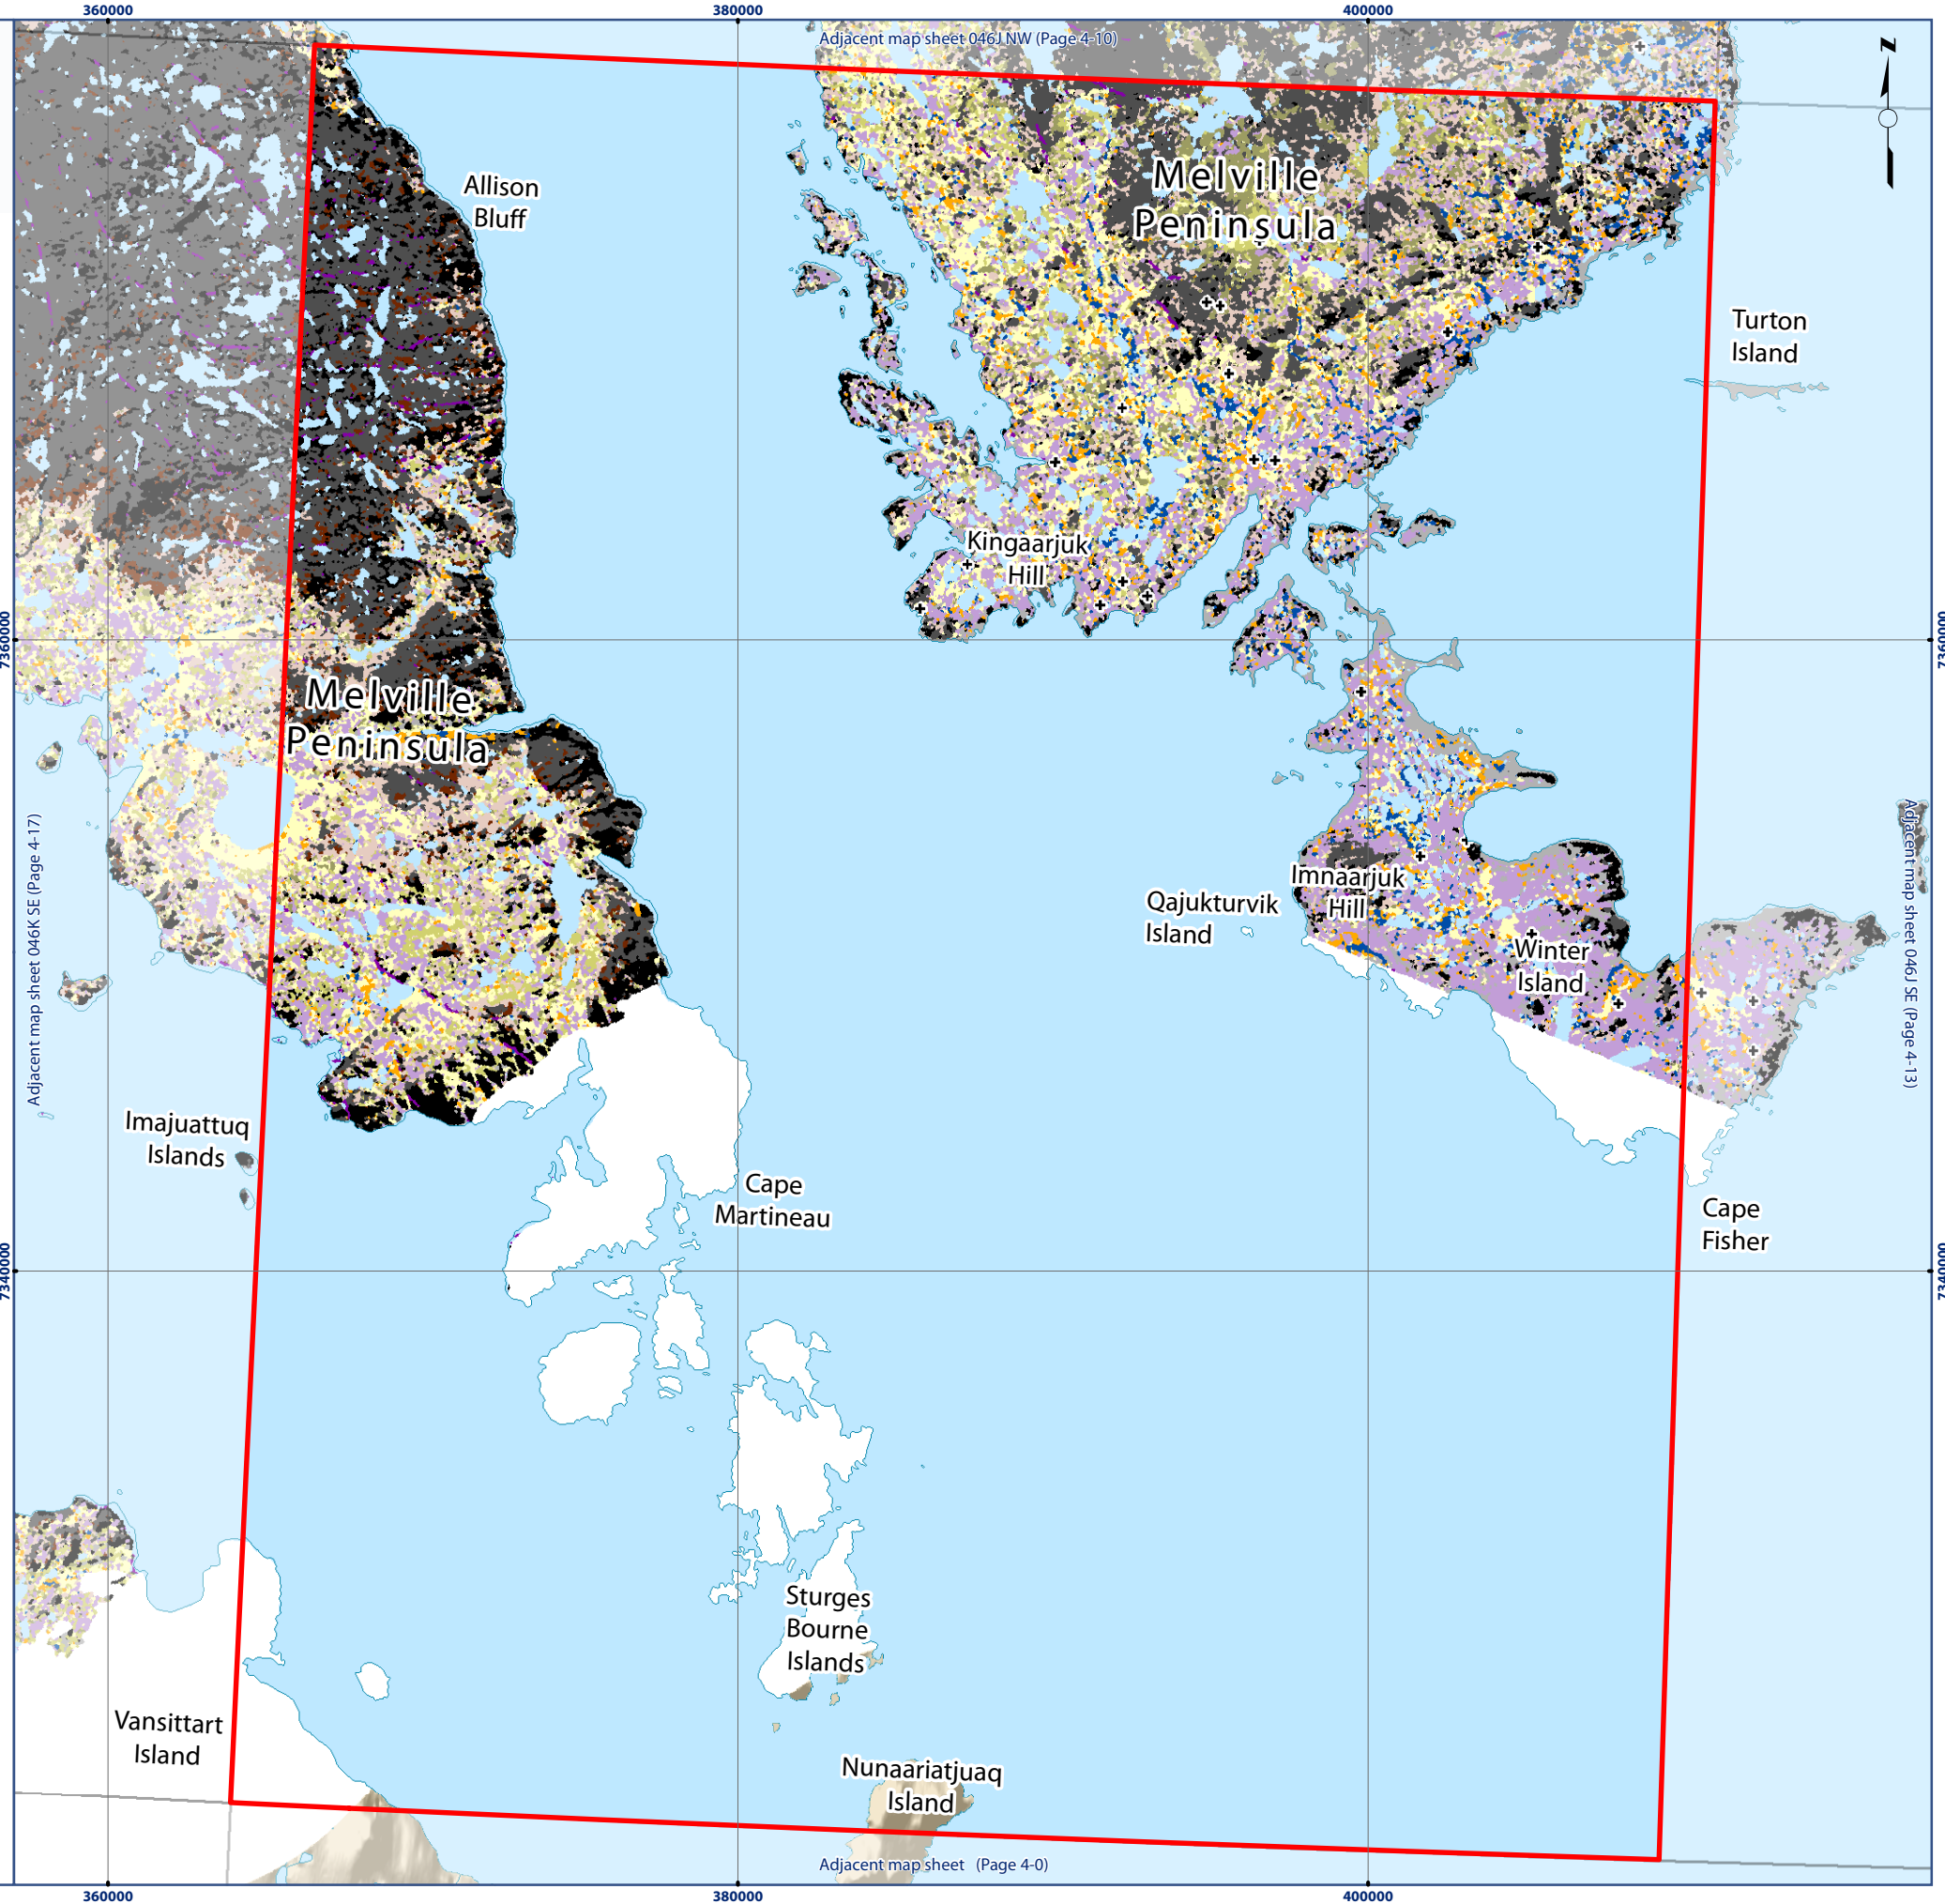 360000
380000
400000
Adjacent map sheet 046J NW (Page 4-10)
N
Allison
Bluff
Melville
Peninsula
Turton
Island
Kingaarjuk
Hill
7360000
7360000
Melville
Peninsula
Adjacent map sheet 046K SE (Page 4-17)
Adjacent map sheet 046J SE (Page 4-13)
Imnaarjuk
Hill
Qajukturvik
Island
Winter
Island
Imajuattuq
Islands
Cape
Martineau
Cape
Fisher
7340000
7340000
Sturges
Bourne
Islands
Vansittart
Island
Nunaariatjuaq
Island
Adjacent map sheet (Page 4-0)
360000
380000
400000